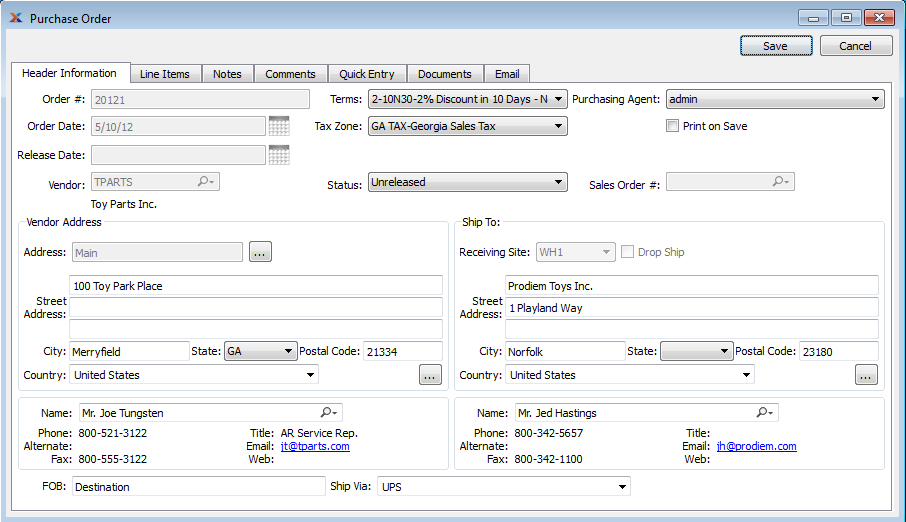 Purchase Order
Save Cancel
Header Information Line Items Notes Comments Quick Entry Documents Email
Order #: 20121 Terms: 2-10N30-2% Discount in 10 Days - N Purchasing Agent: admin
Order Date: 5/10/12 Tax Zone: GA TAX-Georgia Sales Tax Print on Save
Release Date:
Vendor: TPARTS Status: Unreleased Sales Order #:
Toy Parts Inc.
Vendor Address Ship To:
Address: Main ... Receiving Site: WH1 Drop Ship
100 Toy Park Place Prodiem Toys Inc.
Street Address: Street Address: 1 Playland Way
City: Merryfield State: GA Postal Code: 21334 City: Norfolk State: Postal Code: 23180
Country: United States ... Country: United States ...
Name: Mr. Joe Tungsten Name: Mr. Jed Hastings
Phone: 800-521-3122 Title: AR Service Rep. Phone: 800-342-5657 Title:
Alternate: Email: jt@tparts.com Alternate: Email: jh@prodiem.com
Fax: 800-555-3122 Web: Fax: 800-342-1100 Web:
FOB: Destination Ship Via: UPS